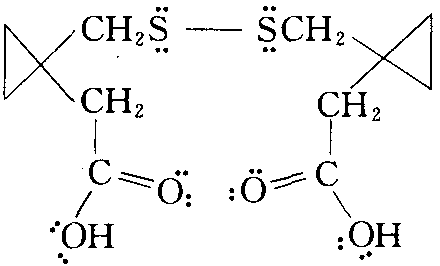 CH₂S — SCH₂
CH₂ CH₂
C O O C
OH OH